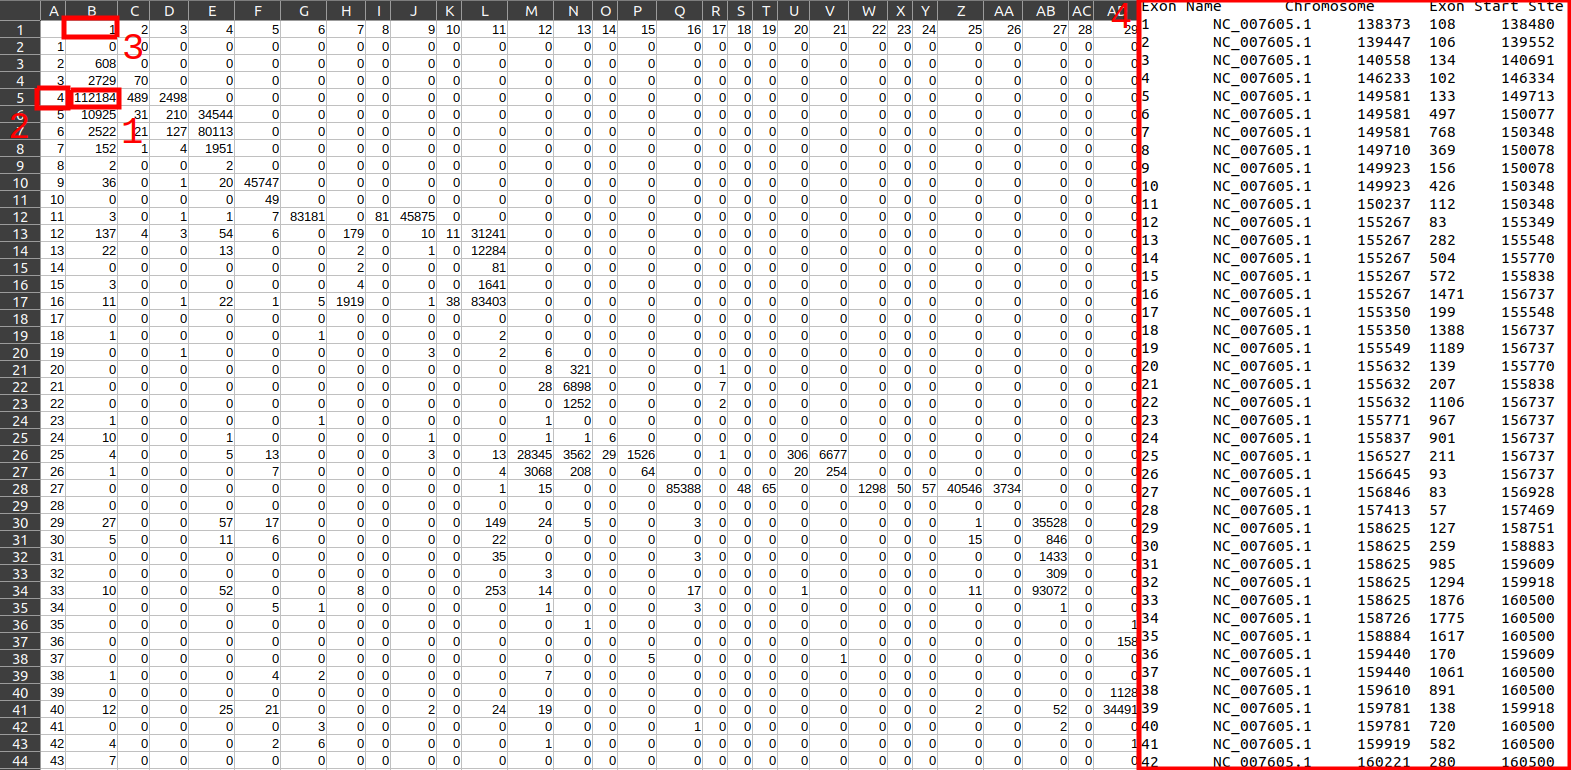 A B C D E F G H I J K L M N O P Q R S T U V W X Y Z AA AB AC
1 1 2 3 4 5 6 7 8 9 10 11 12 13 14 15 16 17 18 19 20 21 22 23 24 25 26 27 28 29
2 1 0 0 0 0 0 0 0 0 0 0 0 0 0 0 0 0 0 0 0 0 0 0 0 0 0 0 0 0 0
3 2 608 0 0 0 0 0 0 0 0 0 0 0 0 0 0 0 0 0 0 0 0 0 0 0 0 0 0 0 0
4 3 2729 70 0 0 0 0 0 0 0 0 0 0 0 0 0 0 0 0 0 0 0 0 0 0 0 0 0 0 0
5 4 112184 489 2498 0 0 0 0 0 0 0 0 0 0 0 0 0 0 0 0 0 0 0 0 0 0 0 0 0 0
6 5 10925 31 210 34544 0 0 0 0 0 0 0 0 0 0 0 0 0 0 0 0 0 0 0 0 0 0 0 0 0
7 6 2522 21 127 80113 0 0 0 0 0 0 0 0 0 0 0 0 0 0 0 0 0 0 0 0 0 0 0 0 0
8 7 152 1 4 1951 0 0 0 0 0 0 0 0 0 0 0 0 0 0 0 0 0 0 0 0 0 0 0 0 0
9 8 2 0 0 2 0 0 0 0 0 0 0 0 0 0 0 0 0 0 0 0 0 0 0 0 0 0 0 0 0
10 9 36 0 1 20 45747 0 0 0 0 0 0 0 0 0 0 0 0 0 0 0 0 0 0 0 0 0 0 0 0
11 10 0 0 0 0 49 0 0 0 0 0 0 0 0 0 0 0 0 0 0 0 0 0 0 0 0 0 0 0 0
12 11 3 0 1 1 7 83181 0 81 45875 0 0 0 0 0 0 0 0 0 0 0 0 0 0 0 0 0 0 0 0
13 12 137 4 3 54 6 0 179 0 10 11 31241 0 0 0 0 0 0 0 0 0 0 0 0 0 0 0 0 0 0
14 13 22 0 0 13 0 0 2 0 1 0 12284 0 0 0 0 0 0 0 0 0 0 0 0 0 0 0 0 0 0
15 14 0 0 0 0 0 0 2 0 0 0 81 0 0 0 0 0 0 0 0 0 0 0 0 0 0 0 0 0 0
16 15 3 0 0 0 0 0 4 0 0 0 1641 0 0 0 0 0 0 0 0 0 0 0 0 0 0 0 0 0 0
17 16 11 0 1 22 1 5 1919 0 1 38 83403 0 0 0 0 0 0 0 0 0 0 0 0 0 0 0 0 0 0
18 17 0 0 0 0 0 0 0 0 0 0 0 0 0 0 0 0 0 0 0 0 0 0 0 0 0 0 0 0 0
19 18 1 0 0 0 0 1 0 0 0 0 2 0 0 0 0 0 0 0 0 0 0 0 0 0 0 0 0 0 0
20 19 0 0 1 0 0 0 0 0 3 0 2 6 0 0 0 0 0 0 0 0 0 0 0 0 0 0 0 0 0
21 20 0 0 0 0 0 0 0 0 0 0 0 8 321 0 0 0 1 0 0 0 0 0 0 0 0 0 0 0 0
22 21 0 0 0 0 0 0 0 0 0 0 0 28 6898 0 0 0 7 0 0 0 0 0 0 0 0 0 0 0 0
23 22 0 0 0 0 0 0 0 0 0 0 0 0 1252 0 0 0 2 0 0 0 0 0 0 0 0 0 0 0 0
24 23 1 0 0 0 0 1 0 0 0 0 0 1 0 0 0 0 0 0 0 0 0 0 0 0 0 0 0 0 0
25 24 10 0 0 1 0 0 0 0 1 0 0 1 1 6 0 0 0 0 0 0 0 0 0 0 0 0 0 0 0
26 25 4 0 0 5 13 0 0 0 3 0 13 28345 3562 29 1526 0 1 0 0 306 6677 0 0 0 0 0 0 0 0
27 26 1 0 0 0 7 0 0 0 0 0 4 3068 208 0 64 0 0 0 0 20 254 0 0 0 0 0 0 0 0
28 27 0 0 0 0 0 0 0 0 0 0 1 15 0 0 0 85388 0 48 65 0 0 1298 50 57 40546 3734 0 0 0
29 28 0 0 0 0 0 0 0 0 0 0 0 0 0 0 0 0 0 0 0 0 0 0 0 0 0 0 0 0 0
30 29 27 0 0 57 17 0 0 0 0 0 149 24 5 0 0 3 0 0 0 0 0 0 0 0 1 0 35528 0 0
31 30 5 0 0 11 6 0 0 0 0 0 22 0 0 0 0 0 0 0 0 0 0 0 0 0 15 0 846 0 0
32 31 0 0 0 0 0 0 0 0 0 0 35 0 0 0 0 3 0 0 0 0 0 0 0 0 0 0 1433 0 0
33 32 0 0 0 0 0 0 0 0 0 0 0 3 0 0 0 0 0 0 0 0 0 0 0 0 0 0 309 0 0
34 33 10 0 0 52 0 0 8 0 0 0 253 14 0 0 0 17 0 0 0 1 0 0 0 0 11 0 93072 0 0
35 34 0 0 0 0 5 1 0 0 0 0 0 1 0 0 0 3 0 0 0 0 0 0 0 0 0 0 1 0 0
36 35 0 0 0 0 0 0 0 0 0 0 0 0 1 0 0 0 0 0 0 0 0 0 0 0 0 0 0 0 1
37 36 0 0 0 0 0 0 0 0 0 0 0 0 0 0 0 0 0 0 0 0 0 0 0 0 0 0 0 0 158
38 37 0 0 0 0 0 0 0 0 0 0 0 0 0 0 5 0 0 0 0 0 1 0 0 0 0 0 0 0 0
39 38 1 0 0 0 4 2 0 0 0 0 0 7 0 0 0 0 0 0 0 0 0 0 0 0 0 0 0 0 0
40 39 0 0 0 0 0 0 0 0 0 0 0 0 0 0 0 0 0 0 0 0 0 0 0 0 0 0 0 0 1128
41 40 12 0 0 25 21 0 0 0 2 0 24 19 0 0 0 0 0 0 0 0 0 0 0 0 2 0 52 0 34491
42 41 0 0 0 0 0 3 0 0 0 0 0 0 0 0 0 1 0 0 0 0 0 0 0 0 0 0 2 0 0
43 42 4 0 0 0 2 6 0 0 0 0 0 1 0 0 0 0 0 0 0 0 0 0 0 0 0 0 0 0 1
44 43 7 0 0 0 0 0 0 0 0 0 0 0 0 0 0 0 0 0 0 0 0 0 0 0 0 0 0 0 0
3
2
1
4
Exon Name Chromosome Exon Start Site
1 NC_007605.1 138373 108 138480
2 NC_007605.1 139447 106 139552
3 NC_007605.1 140558 134 140691
4 NC_007605.1 146233 102 146334
5 NC_007605.1 149581 133 149713
6 NC_007605.1 149581 497 150077
7 NC_007605.1 149581 768 150348
8 NC_007605.1 149710 369 150078
9 NC_007605.1 149923 156 150078
10 NC_007605.1 149923 426 150348
11 NC_007605.1 150237 112 150348
12 NC_007605.1 155267 83 155349
13 NC_007605.1 155267 282 155548
14 NC_007605.1 155267 504 155770
15 NC_007605.1 155267 572 155838
16 NC_007605.1 155267 1471 156737
17 NC_007605.1 155350 199 155548
18 NC_007605.1 155350 1388 156737
19 NC_007605.1 155549 1189 156737
20 NC_007605.1 155632 139 155770
21 NC_007605.1 155632 207 155838
22 NC_007605.1 155632 1106 156737
23 NC_007605.1 155771 967 156737
24 NC_007605.1 155837 901 156737
25 NC_007605.1 156527 211 156737
26 NC_007605.1 156645 93 156737
27 NC_007605.1 156846 83 156928
28 NC_007605.1 157413 57 157469
29 NC_007605.1 158625 127 158751
30 NC_007605.1 158625 259 158883
31 NC_007605.1 158625 985 159609
32 NC_007605.1 158625 1294 159918
33 NC_007605.1 158625 1876 160500
34 NC_007605.1 158726 1775 160500
35 NC_007605.1 158884 1617 160500
36 NC_007605.1 159440 170 159609
37 NC_007605.1 159440 1061 160500
38 NC_007605.1 159610 891 160500
39 NC_007605.1 159781 138 159918
40 NC_007605.1 159781 720 160500
41 NC_007605.1 159919 582 160500
42 NC_007605.1 160221 280 160500